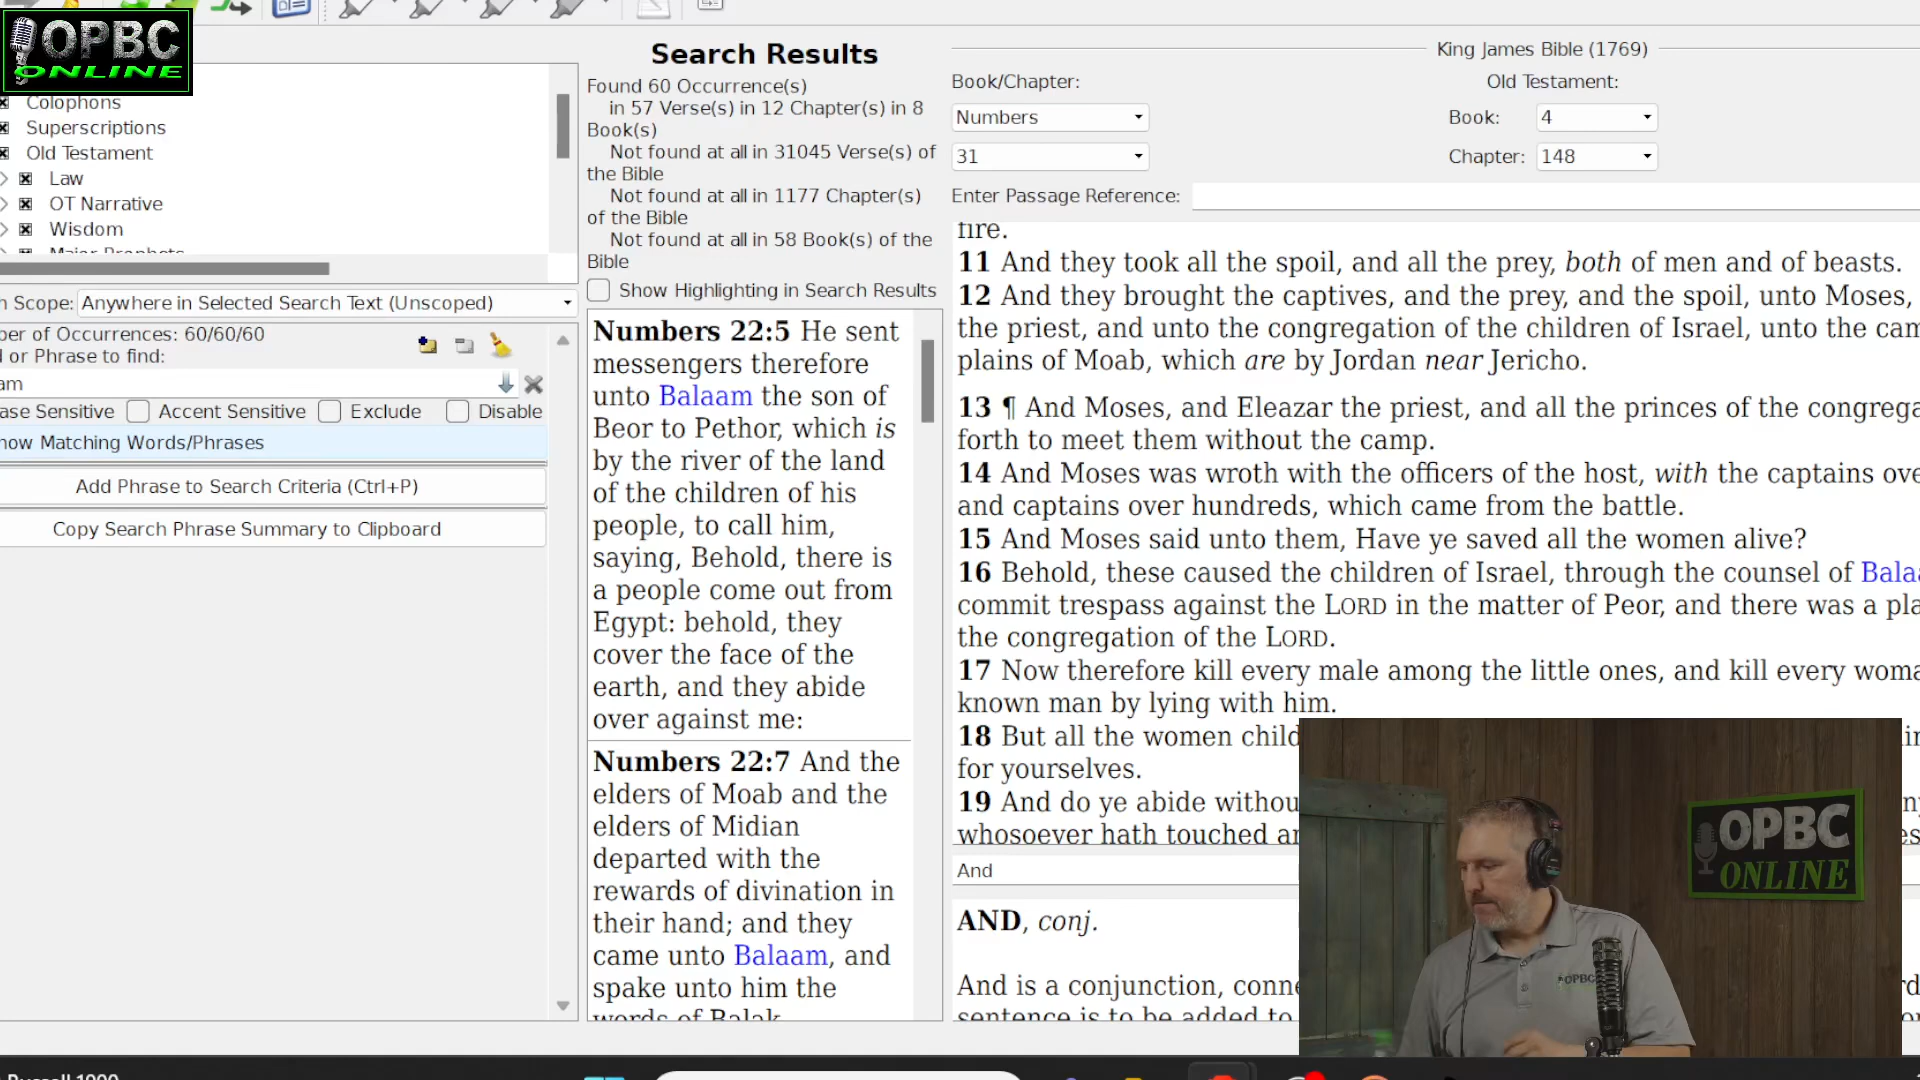 OPBC
ONLINE
Colophons
Superscriptions
Old Testament
Law
OT Narrative
Wisdom
Major Prophets
Scope: Anywhere in Selected Search Text (Unscoped)
of Occurrences: 60/60/60
or Phrase to find:
am
Sensitive Accent Sensitive Exclude Disable
Matching Words/Phrases
Add Phrase to Search Criteria (Ctrl+P)
Copy Search Phrase Summary to Clipboard
Search Results
Found 60 Occurrence(s)
in 57 Verse(s) in 12 Chapter(s) in 8
Book(s)
Not found at all in 31045 Verse(s) of
the Bible
Not found at all in 1177 Chapter(s)
of the Bible
Not found at all in 58 Book(s) of the
Bible
Show Highlighting in Search Results
Numbers 22:5 He sent
messengers therefore
unto Balaam the son of
Beor to Pethor, which is
by the river of the land
of the children of his
people, to call him,
saying, Behold, there is
a people come out from
Egypt: behold, they
cover the face of the
earth, and they abide
over against me:
Numbers 22:7 And the
elders of Moab and the
elders of Midian
departed with the
rewards of divination in
their hand; and they
came unto Balaam, and
spake unto him the
words of Balak
King James Bible (1769)
Book/Chapter:
Old Testament:
Numbers
Book: 4
31
Chapter: 148
Enter Passage Reference:
fire.
11 And they took all the spoil, and all the prey, both of men and of beasts.
12 And they brought the captives, and the prey, and the spoil, unto Moses,
the priest, and unto the congregation of the children of Israel, unto the
plains of Moab, which are by Jordan near Jericho.
13 ¶ And Moses, and Eleazar the priest, and all the princes of the
forth to meet them without the camp.
14 And Moses was wroth with the officers of the host, with the captains
and captains over hundreds, which came from the battle.
15 And Moses said unto them, Have ye saved all the women alive?
16 Behold, these caused the children of Israel, through the counsel of
commit trespass against the LORD in the matter of Peor, and there was a
the congregation of the LORD.
17 Now therefore kill every male among the little ones, and kill every
known man by lying with him.
18 But all the women
for yourselves.
19 And do ye abide
whosoever hath touched
And
AND, conj.
And is a conjunction,
sentence is to be added to
OPBC
ONLINE
OPBC
Russell 1900